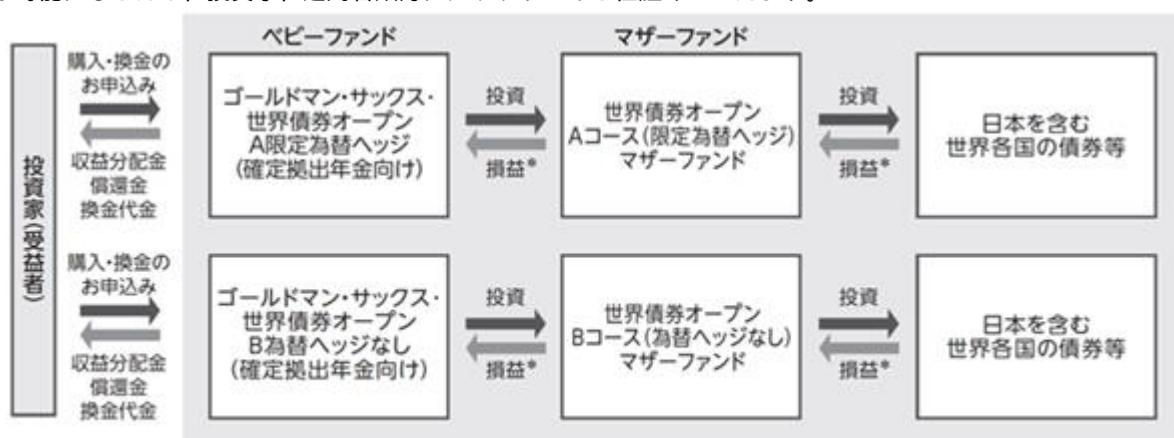 ベビーファンド
マザーファンド
投資家(受益者)
購入・換金の
お申込み
収益分配金
償還金
換金代金
ゴールドマン・サックス・
世界債券オープン
A限定為替ヘッジ
(確定拠出年金向け)
投資
損益*
世界債券オープン
Aコース(限定為替ヘッジ)
マザーファンド
投資
損益*
日本を含む
世界各国の債券等
購入・換金の
お申込み
収益分配金
償還金
換金代金
ゴールドマン・サックス・
世界債券オープン
B為替ヘッジなし
(確定拠出年金向け)
投資
損益*
世界債券オープン
Bコース(為替ヘッジなし)
マザーファンド
投資
損益*
日本を含む
世界各国の債券等